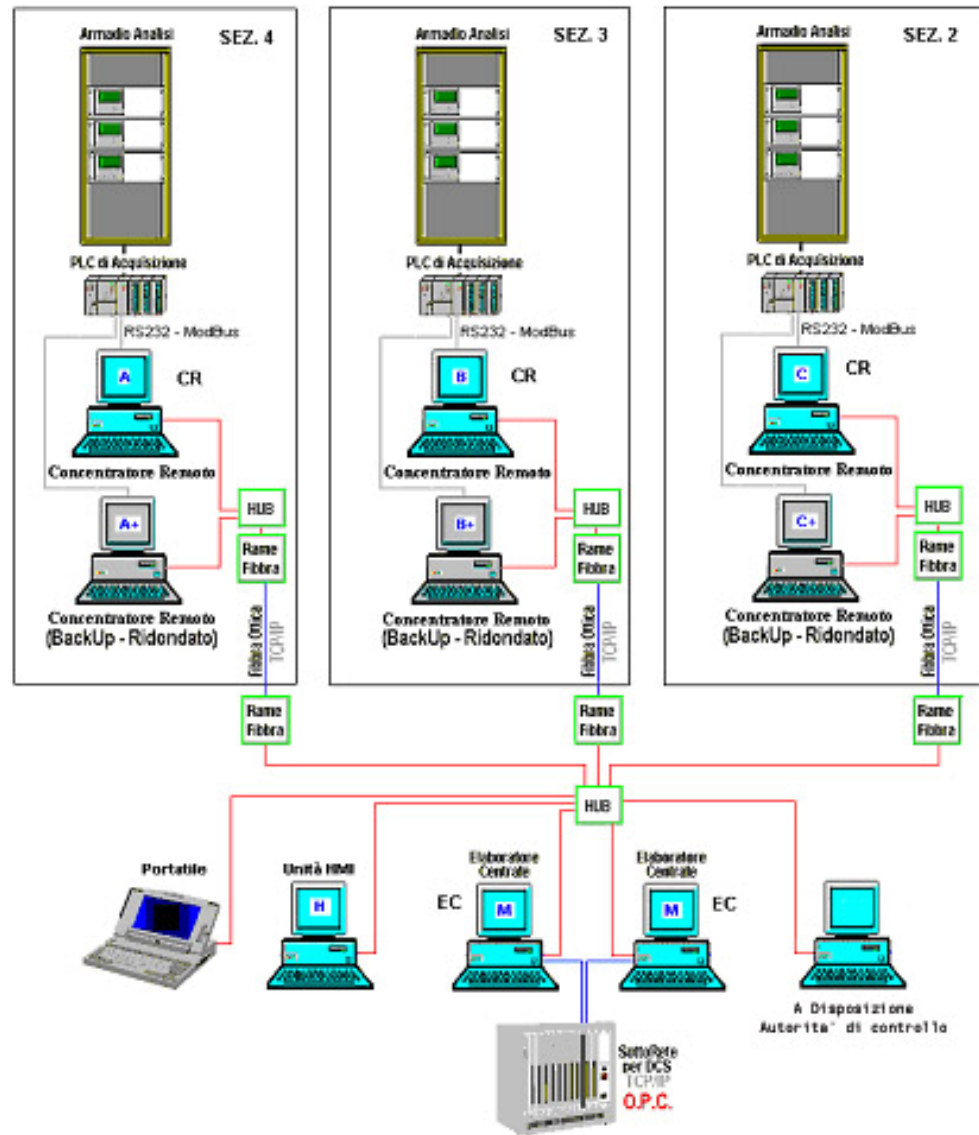 Armadio Analisi
SEZ. 4
PLC di Acquisizione
RS232 - ModBus
A
CR
Concentratore Remoto
HUB
A+
Rame
Fibbra
Concentratore Remoto
(BackUp - Ridondato)
Fibbra Ottica
TCP/IP
Rame
Fibbra
Armadio Analisi
SEZ. 3
PLC di Acquisizione
RS232 - ModBus
B
CR
Concentratore Remoto
HUB
B+
Rame
Fibbra
Concentratore Remoto
(BackUp - Ridondato)
Fibbra Ottica
TCP/IP
Rame
Fibbra
Armadio Analisi
SEZ. 2
PLC di Acquisizione
RS232 - ModBus
C
CR
Concentratore Remoto
HUB
C+
Rame
Fibbra
Concentratore Remoto
(BackUp - Ridondato)
Fibbra Ottica
TCP/IP
Rame
Fibbra
HUB
Portatile
Unità HMI
H
Elaboratore
Centrale
EC
M
Elaboratore
Centrale
M
EC
A Disposizione
Autorita` di controllo
SottoRete
per DCS
TCP/IP
O.P.C.